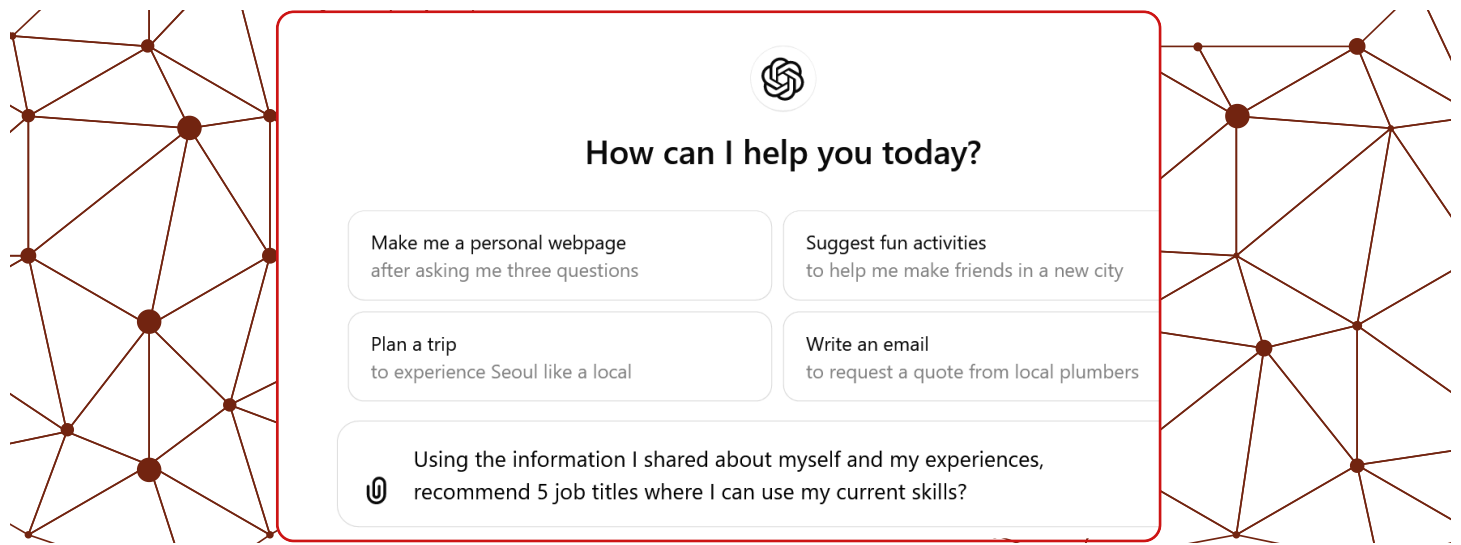 How can I help you today?
Make me a personal webpage
after asking me three questions
Suggest fun activities
to help me make friends in a new city
Plan a trip
to experience Seoul like a local
Write an email
to request a quote from local plumbers
Using the information I shared about myself and my experiences,
recommend 5 job titles where I can use my current skills?